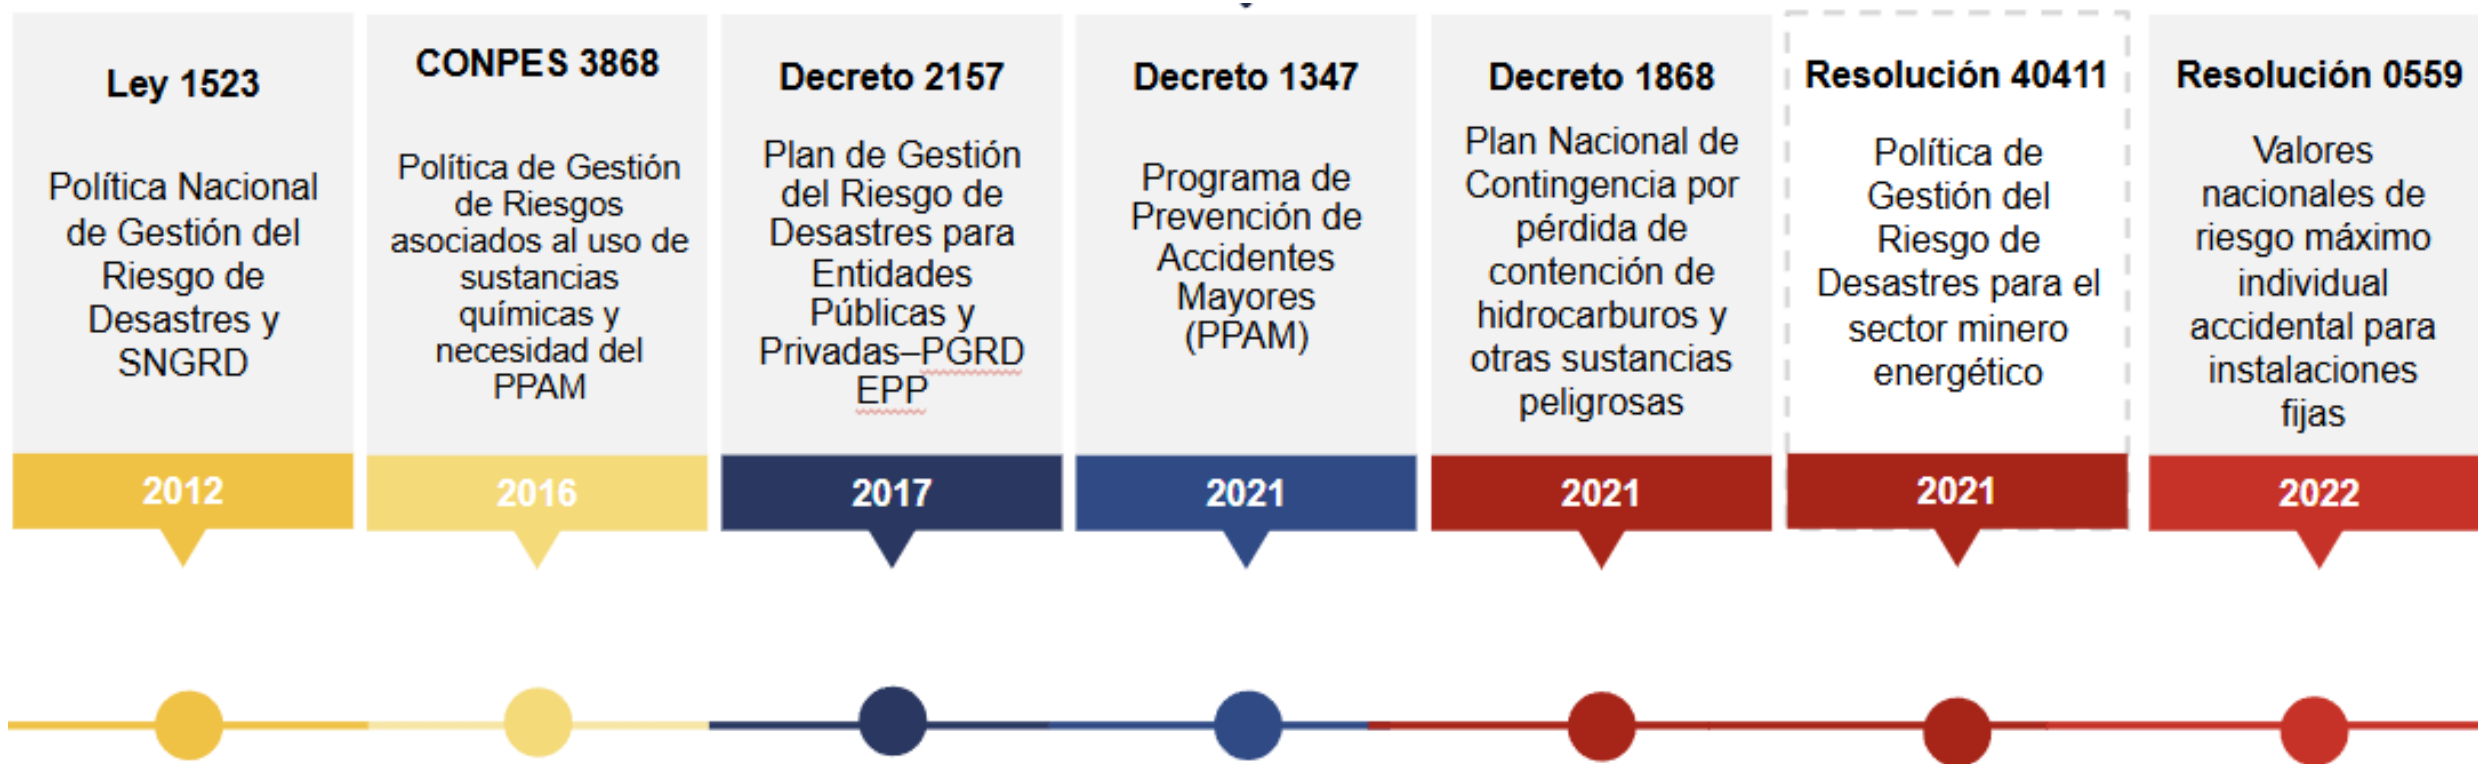 Ley 1523
Política Nacional
de Gestión del
Riesgo de
Desastres y
SNGRD
2012
CONPES 3868
Política de Gestión
de Riesgos
asociados al uso de
sustancias
químicas y
necesidad del
PPAM
2016
Decreto 2157
Plan de Gestión
del Riesgo de
Desastres para
Entidades
Públicas y
Privadas–PGRD
EPP
2017
Decreto 1347
Programa de
Prevención de
Accidentes
Mayores
(PPAM)
2021
Decreto 1868
Plan Nacional de
Contingencia por
pérdida de
contención de
hidrocarburos y
otras sustancias
peligrosas
2021
Resolución 40411
Política de
Gestión del
Riesgo de
Desastres para el
sector minero
energético
2021
Resolución 0559
Valores
nacionales de
riesgo máximo
individual
accidental para
instalaciones
fijas
2022